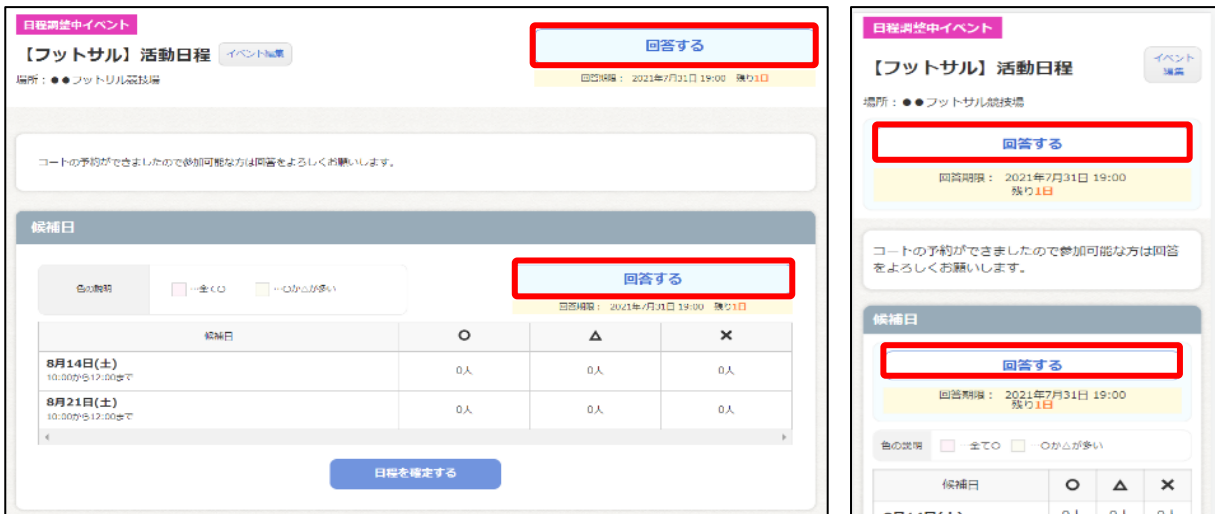 日程調整中イベント
【フットサル】活動日程 イベント編集
回答する
場所：●●フットサル競技場
回答期限： 2021年7月31日 19:00 残り1日
コートの予約ができましたので参加可能な方は回答をよろしくお願いします。
候補日
色の説明 …全て○ …○か△が多い
回答する
回答期限： 2021年7月31日 19:00 残り1日
候補日 ○ △ ×
8月14日(土)
10:00から12:00まで 0人 0人 0人
8月21日(土)
10:00から12:00まで 0人 0人 0人
日程を確定する
日程調整中イベント
【フットサル】活動日程
イベント
編集
場所：●●フットサル競技場
回答する
回答期限： 2021年7月31日 19:00
残り1日
コートの予約ができましたので参加可能な方は回答
をよろしくお願いします。
候補日
回答する
回答期限： 2021年7月31日 19:00
残り1日
色の説明 …全て○ …○か△が多い
候補日 ○ △ ×